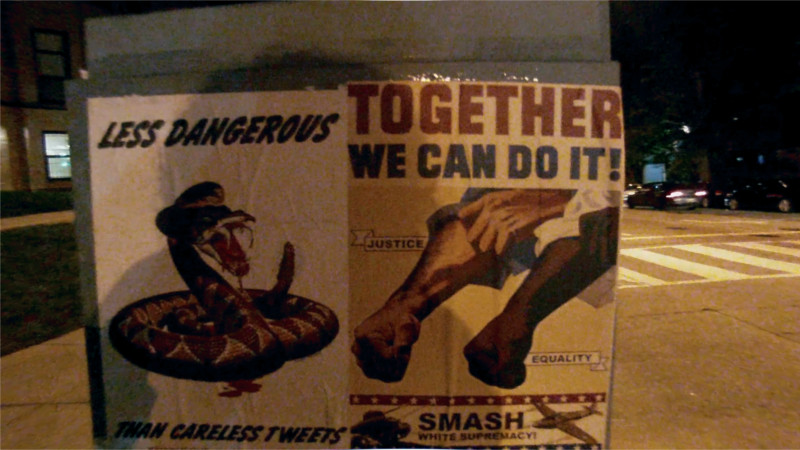 LESS DANGEROUS
THAN CARELESS TWEETS
TOGETHER
WE CAN DO IT!
JUSTICE
EQUALITY
SMASH
WHITE SUPREMACY!